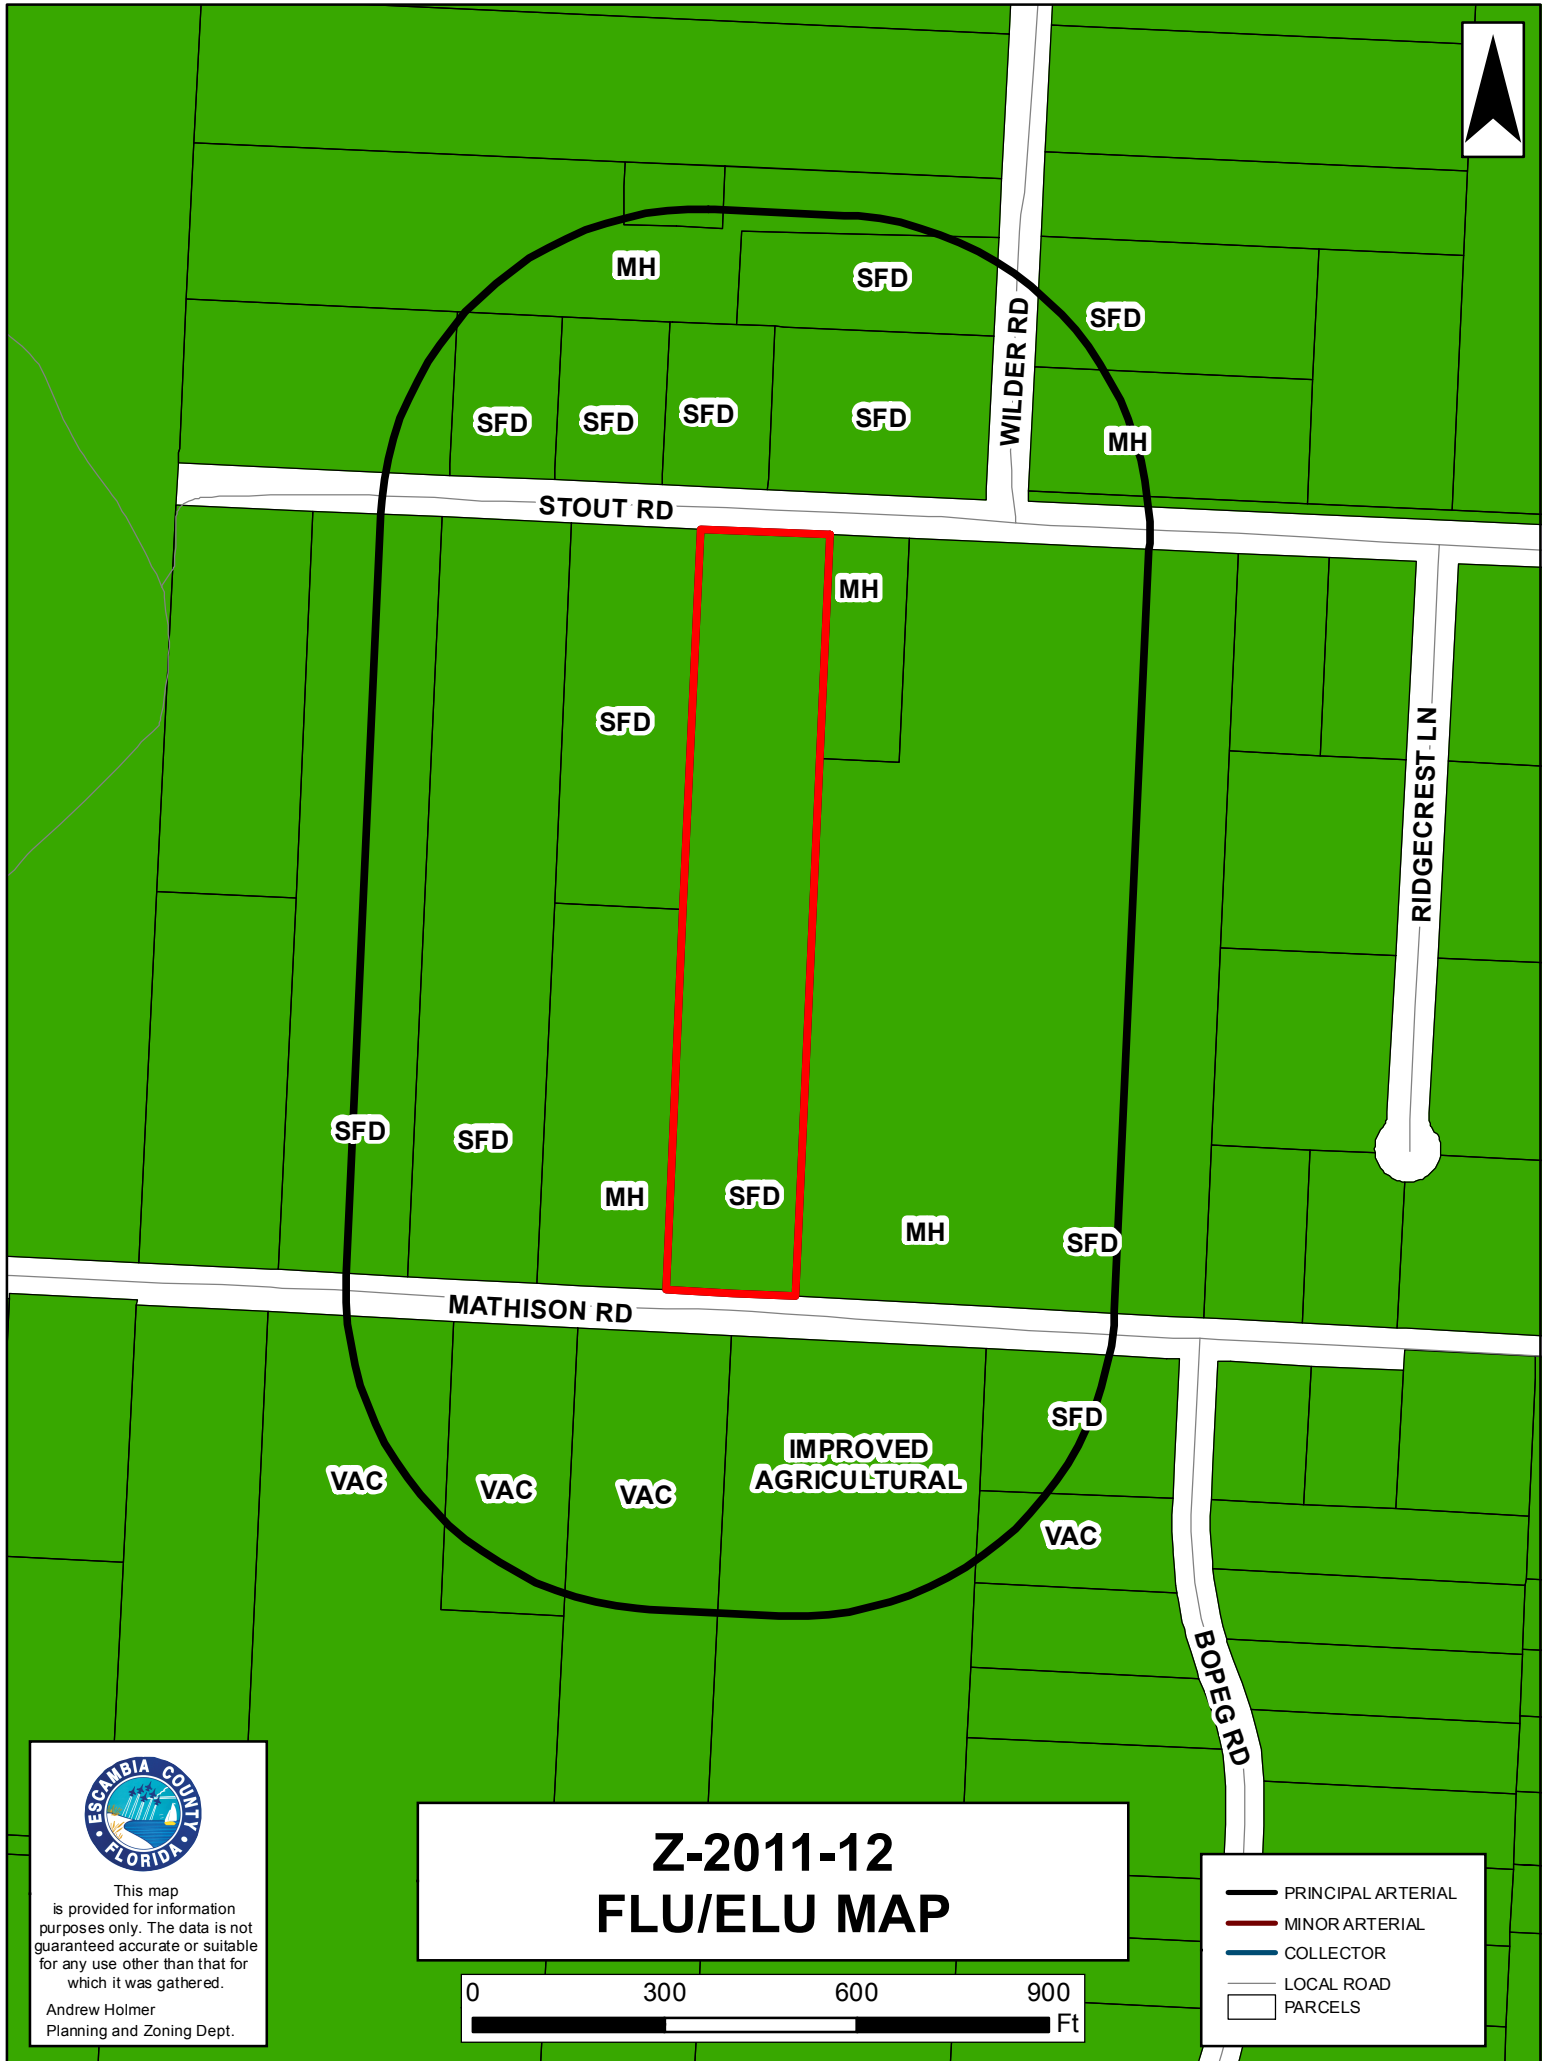 MH
SFD
SFD
WILDER RD
SFD
SFD
SFD
SFD
MH
STOUT RD
MH
SFD
RIDGECREST LN
SFD
SFD
MH
SFD
MH
SFD
MATHISON RD
SFD
IMPROVED
AGRICULTURAL
VAC
VAC
VAC
VAC
BOPEG RD
ESCAMBIA COUNTY
FLORIDA
This map
is provided for information
purposes only. The data is not
guaranteed accurate or suitable
for any use other than that for
which it was gathered.
Andrew Holmer
Planning and Zoning Dept.
Z-2011-12
FLU/ELU MAP
0 300 600 900
Ft
PRINCIPAL ARTERIAL
MINOR ARTERIAL
COLLECTOR
LOCAL ROAD
PARCELS